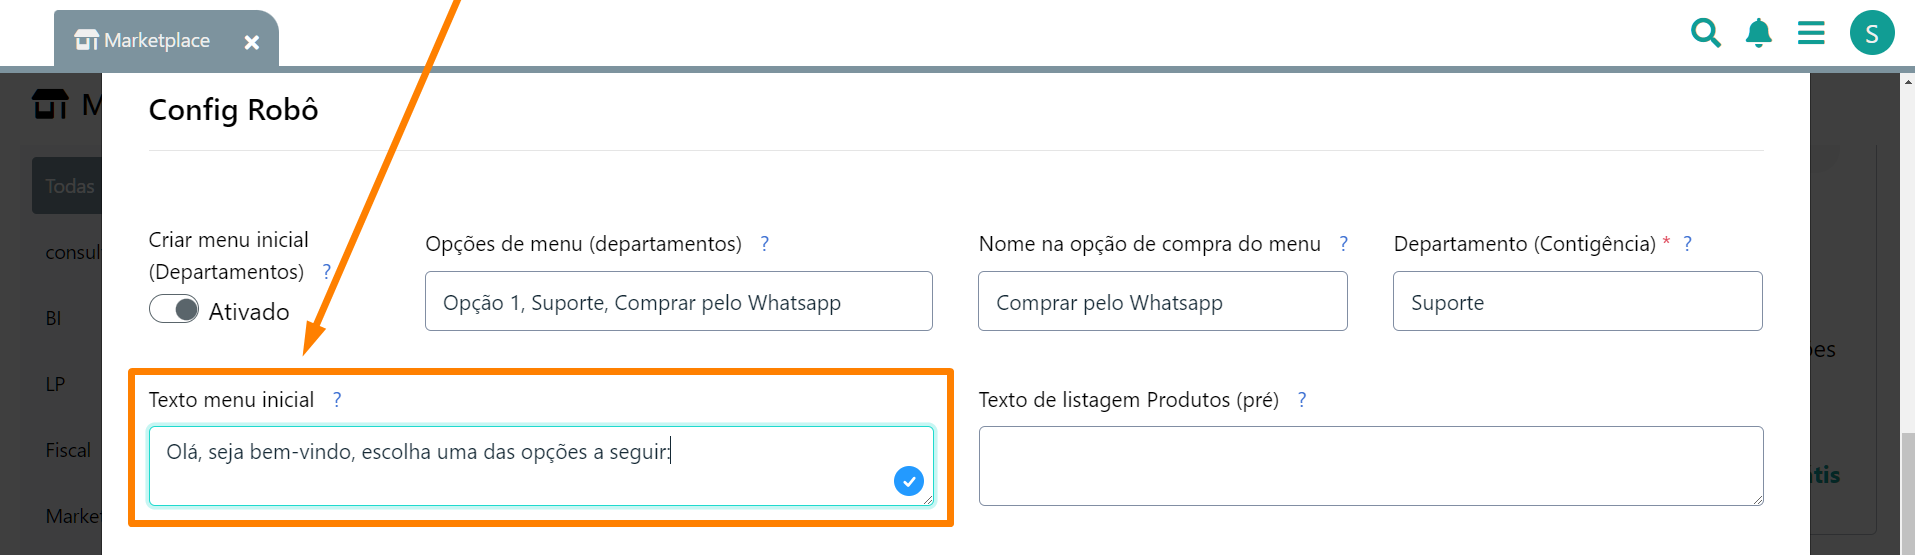 Marketplace
S
M
Config Robô
Todas
consul
BI
LP
Fiscal
Market
Criar menu inicial
(Departamentos) ?
Ativado
Opções de menu (departamentos) ?
Opção 1, Suporte, Comprar pelo Whatsapp
Nome na opção de compra do menu ?
Comprar pelo Whatsapp
Departamento (Contigência) * ?
Suporte
Texto menu inicial ?
Olá, seja bem-vindo, escolha uma das opções a seguir:
Texto de listagem Produtos (pré) ?
es
tis